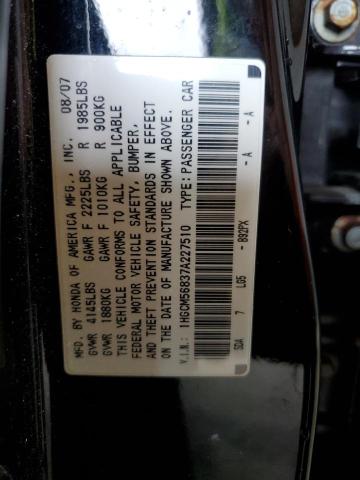 MFD. BY HONDA OF AMERICA MFG., INC. 08/07
GVWR 4145LBS GAWR F 2225LBS R 1985LBS
GVWR 1880KG GAWR F 1010KG R 900KG
THIS VEHICLE CONFORMS TO ALL APPLICABLE
FEDERAL MOTOR VEHICLE SAFETY, BUMPER,
AND THEFT PREVENTION STANDARDS IN EFFECT
ON THE DATE OF MANUFACTURE SHOWN ABOVE.
V.I.N.: 1HGCM56837A227510 TYPE: PASSENGER CAR
SDA 7 L05 - B92PX - A - A